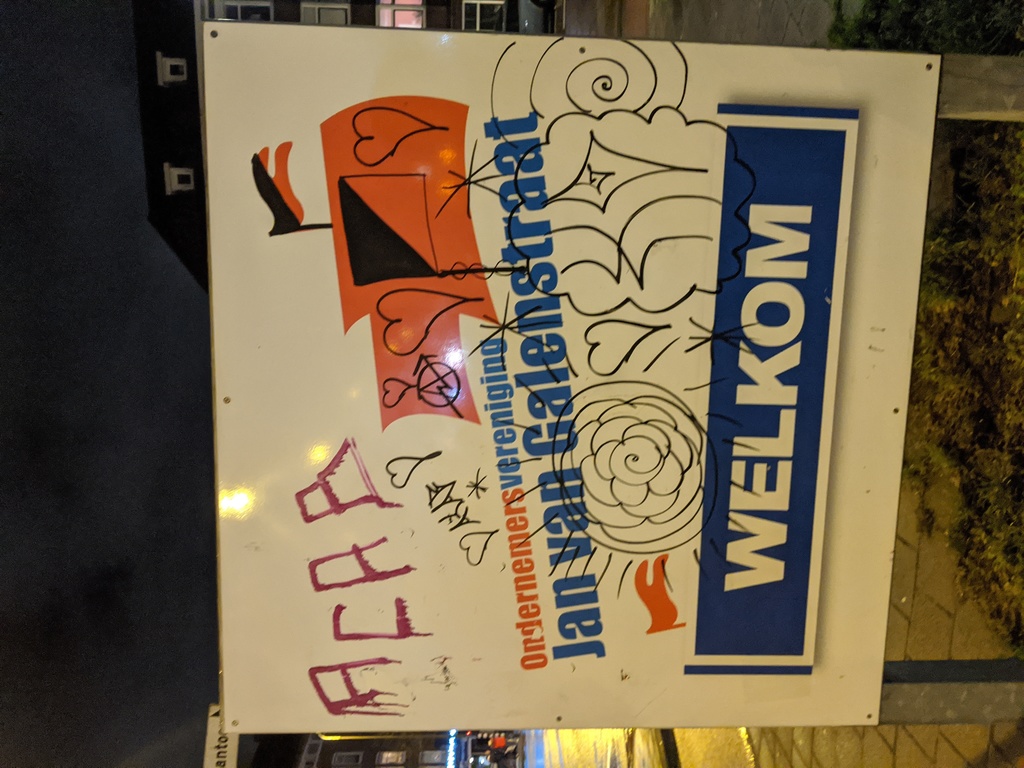 ACAB
Ondernemersvereniging
Jan van Galenstraat
WELKOM